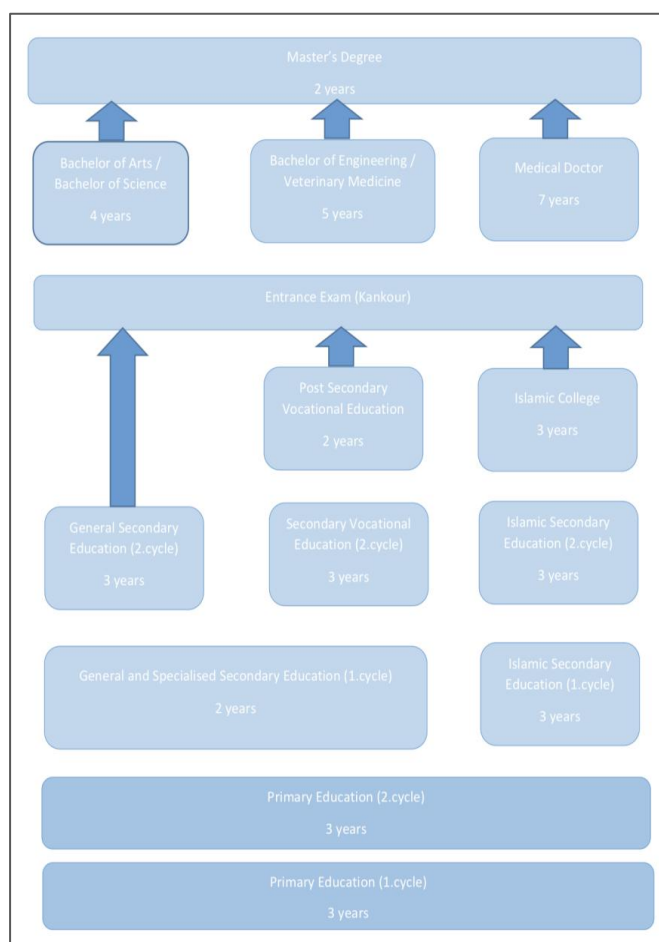 Master's Degree
2 years
Bachelor of Arts /
Bachelor of Science
4 years
Bachelor of Engineering /
Veterinary Medicine
5 years
Medical Doctor
7 years
Entrance Exam (Kankour)
Post Secondary
Vocational Education
2 years
Islamic College
3 years
General Secondary
Education (2.cycle)
3 years
Secondary Vocational
Education (2.cycle)
3 years
Islamic Secondary
Education (2.cycle)
3 years
General and Specialised Secondary Education (1.cycle)
2 years
Islamic Secondary
Education (1.cycle)
3 years
Primary Education (2.cycle)
3 years
Primary Education (1.cycle)
3 years